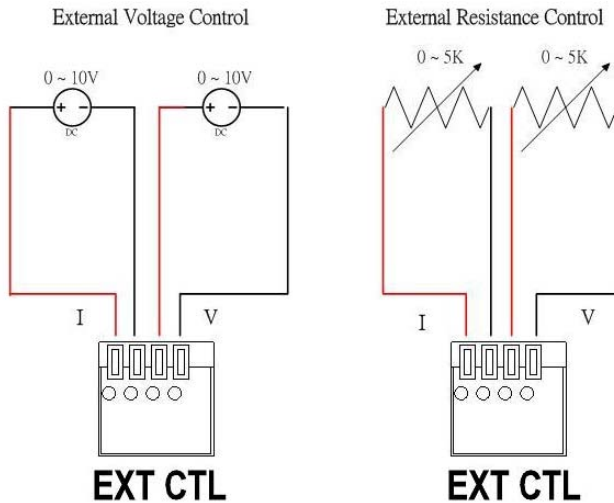 External Voltage Control
External Resistance Control
0 ~ 10V
0 ~ 10V
0 ~ 5K
0 ~ 5K
+ -
DC
+ -
DC
I
V
I
V
EXT CTL
EXT CTL